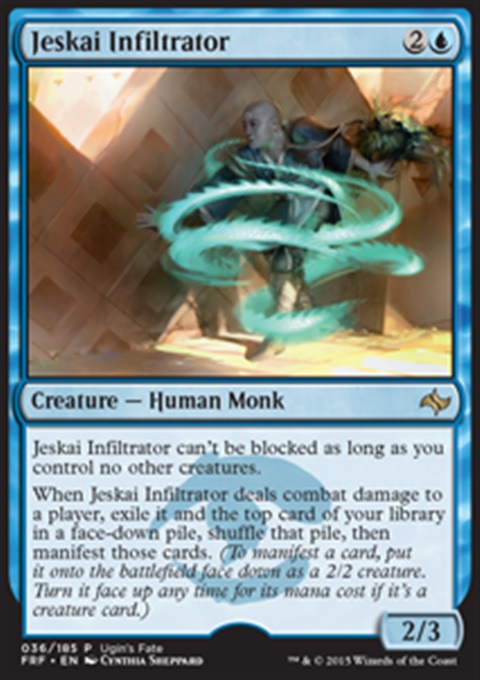 Jeskai Infiltrator 2
Creature — Human Monk
Jeskai Infiltrator can't be blocked as long as you
control no other creatures.
When Jeskai Infiltrator deals combat damage to
a player, exile it and the top card of your library
in a face-down pile, shuffle that pile, then
manifest those cards. (To manifest a card, put
it onto the battlefield face down as a 2/2 creature.
Turn it face up any time for its mana cost if it's a
creature card.)
2/3
036/185 P Ugin's Fate
FRF • EN Cynthia Sheppard ™ & © 2015 Wizards of the Coast